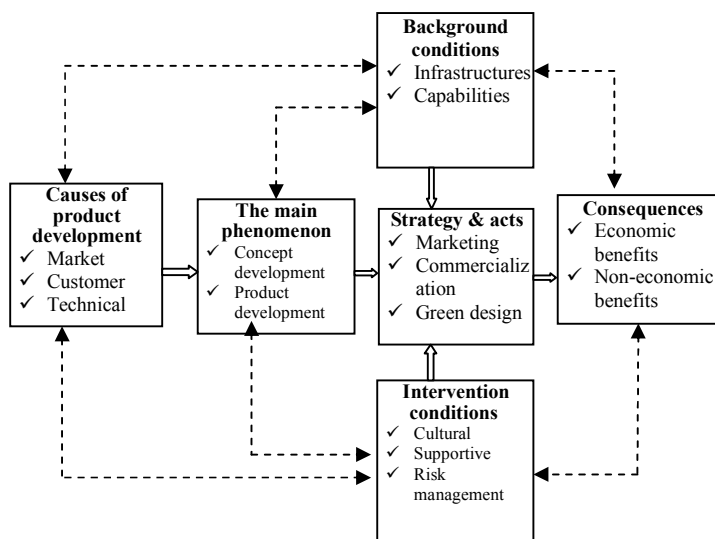 Background
conditions
✓ Infrastructures
✓ Capabilities
Causes of
product
development
✓ Market
✓ Customer
✓ Technical
The main
phenomenon
✓ Concept
development
✓ Product
development
Strategy & acts
✓ Marketing
✓ Commercializ
ation
✓ Green design
Consequences
✓ Economic
benefits
✓ Non-economic
benefits
Intervention
conditions
✓ Cultural
✓ Supportive
✓ Risk
management